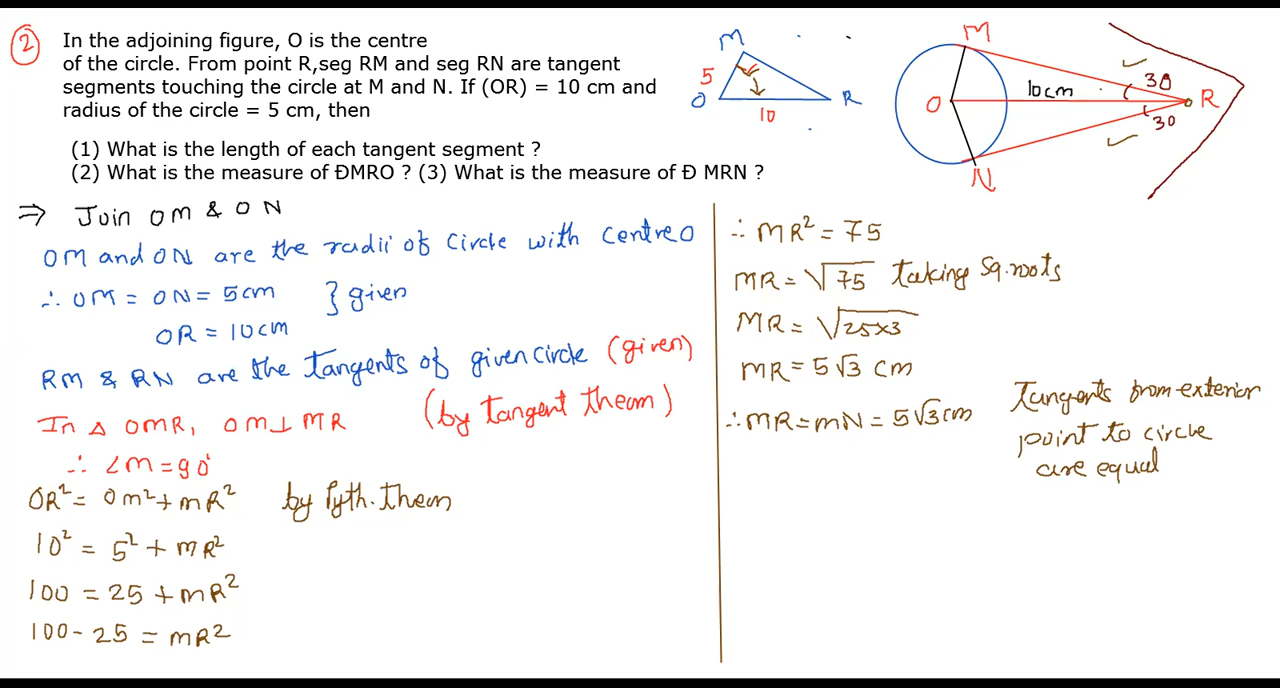 2
In the adjoining figure, O is the centre
of the circle. From point R,seg RM and seg RN are tangent
segments touching the circle at M and N. If (OR) = 10 cm and
radius of the circle = 5 cm, then
(1) What is the length of each tangent segment ?
(2) What is the measure of ĐMRO ? (3) What is the measure of Đ MRN ?
M
5
O
R
10
M
O
10cm
30
R
30
N
⇒ Join OM & ON
OM and ON are the radii of Circle with centre O
∴ OM = ON = 5cm } given
OR = 10cm
RM & RN are the tangents of given circle (given)
In △ OMR, OM⊥ MR (by tangent theom)
∴ ∠M = 90°
OR² = OM² + MR² by Pyth. Theom
10² = 5² + MR²
100 = 25 + MR²
100 - 25 = MR²
∴ MR² = 75
MR = √75 taking Sq. roots
MR = √25×3
MR = 5√3 cm
∴ MR = MN = 5√3 cm
Tangents from exterior
point to circle
are equal